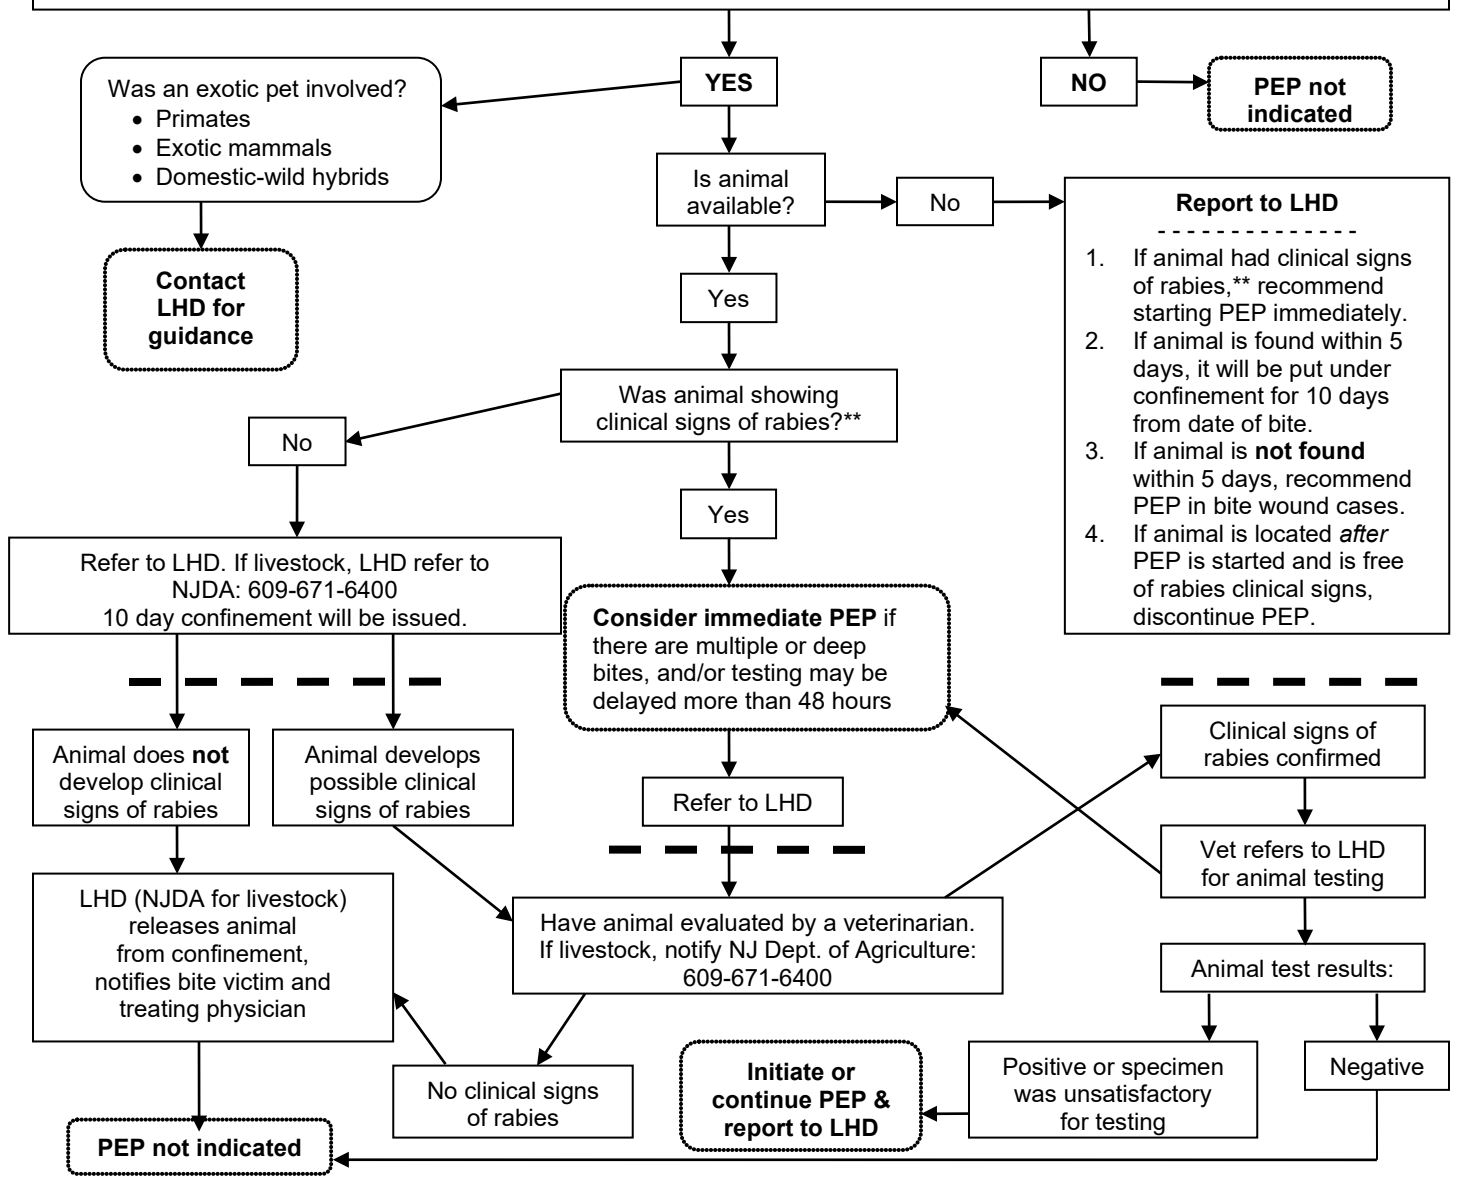 YES
NO
PEP not
indicated
Was an exotic pet involved?
• Primates
• Exotic mammals
• Domestic-wild hybrids
Contact
LHD for
guidance
Is animal
available?
No
Report to LHD
- - - - - - - - - - - - - -
1. If animal had clinical signs
of rabies,** recommend
starting PEP immediately.
2. If animal is found within 5
days, it will be put under
confinement for 10 days
from date of bite.
3. If animal is not found
within 5 days, recommend
PEP in bite wound cases.
4. If animal is located after
PEP is started and is free
of rabies clinical signs,
discontinue PEP.
Yes
Was animal showing
clinical signs of rabies?**
No
Yes
Refer to LHD. If livestock, LHD refer to
NJDA: 609-671-6400
10 day confinement will be issued.
Consider immediate PEP if
there are multiple or deep
bites, and/or testing may be
delayed more than 48 hours
Animal does not
develop clinical
signs of rabies
Animal develops
possible clinical
signs of rabies
Refer to LHD
Clinical signs of
rabies confirmed
Vet refers to LHD
for animal testing
LHD (NJDA for livestock)
releases animal
from confinement,
notifies bite victim and
treating physician
Have animal evaluated by a veterinarian.
If livestock, notify NJ Dept. of Agriculture:
609-671-6400
Animal test results:
No clinical signs
of rabies
Initiate or
continue PEP &
report to LHD
Positive or specimen
was unsatisfactory
for testing
Negative
PEP not indicated